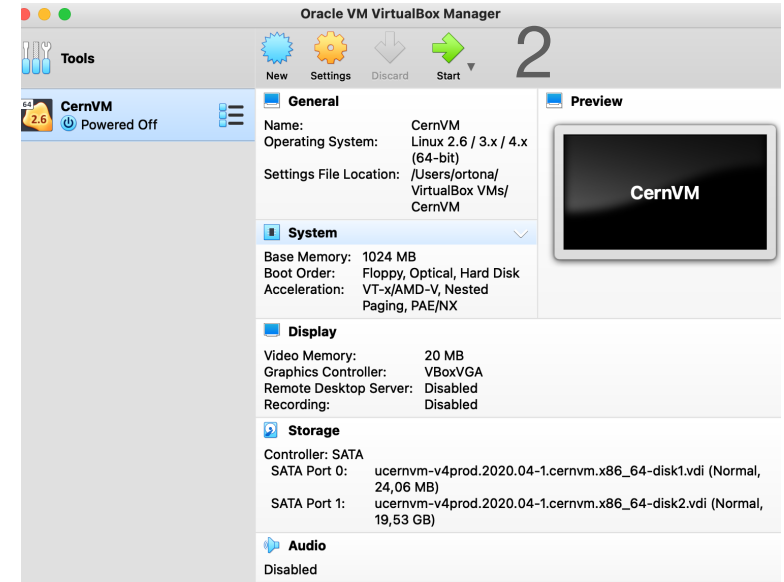 Oracle VM VirtualBox Manager
Tools
New
Settings
Discard
Start
2
64
2.6
CernVM
Powered Off
General
Name: CernVM
Operating System: Linux 2.6 / 3.x / 4.x
(64-bit)
Settings File Location: /Users/ortona/
VirtualBox VMs/
CernVM
Preview
CernVM
System
Base Memory: 1024 MB
Boot Order: Floppy, Optical, Hard Disk
Acceleration: VT-x/AMD-V, Nested
Paging, PAE/NX
Display
Video Memory: 20 MB
Graphics Controller: VBoxVGA
Remote Desktop Server: Disabled
Recording: Disabled
Storage
Controller: SATA
SATA Port 0: ucernvm-v4prod.2020.04-1.cernvm.x86_64-disk1.vdi (Normal,
24,06 MB)
SATA Port 1: ucernvm-v4prod.2020.04-1.cernvm.x86_64-disk2.vdi (Normal,
19,53 GB)
Audio
Disabled